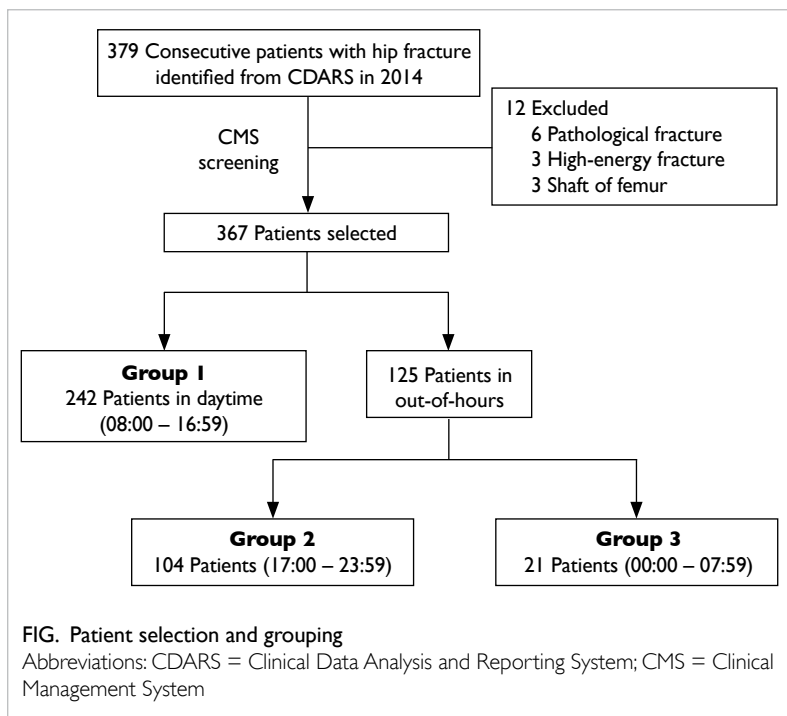 379 Consecutive patients with hip fracture
identified from CDARS in 2014
12 Excluded
6 Pathological fracture
3 High-energy fracture
3 Shaft of femur
CMS
screening
367 Patients selected
Group 1
242 Patients in daytime
(08:00 – 16:59)
125 Patients in
out-of-hours
Group 2
104 Patients (17:00 – 23:59)
Group 3
21 Patients (00:00 – 07:59)
FIG. Patient selection and grouping
Abbreviations: CDARS = Clinical Data Analysis and Reporting System; CMS = Clinical
Management System